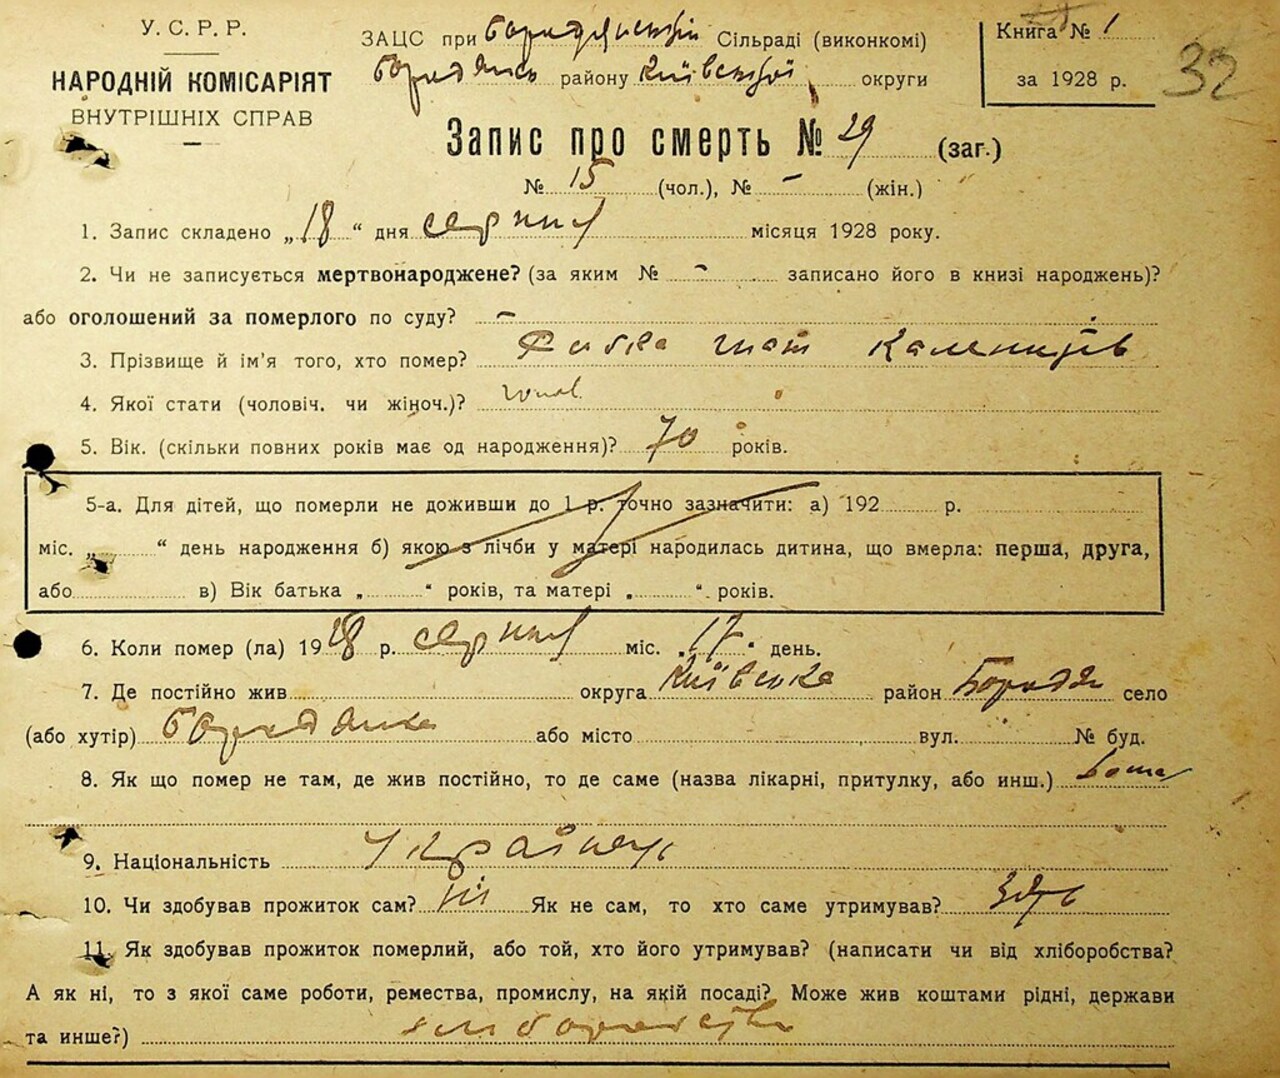 У. С. Р. Р.
НАРОДНІЙ КОМІСАРІЯТ
ВНУТРІШНІХ СПРАВ
ЗАЦС при Бородянській Сільраді (виконкомі)
Бородянсь району Київської округи
Книга № 1
за 1928 р.
32
Запис про смерть № 29 (заг.)
№ 15 (чол.), № - (жін.)
1. Запис складено „18“ дня серпня місяця 1928 року.
2. Чи не записується мертвонароджене? (за яким № - записано його в книзі народжень)?
або оголошений за померлого по суду? -
3. Прізвище й ім'я того, хто помер?
4. Якої стати (чоловіч. чи жіноч.)? чолов
5. Вік. (скільки повних років має од народження)? 70 років.
5-а. Для дітей, що померли не доживши до 1 р. точно зазначити: а) 192 р.
міс. „ “ день народження б) якою з лічби у матері народилась дитина, що вмерла: перша, друга,
або в) Вік батька „ “ років, та матері „ “ років.
6. Коли помер (ла) 1928 р. серпня міс. „17“ день.
7. Де постійно жив округа Київська район Бородян село
(або хутір) Бородянка або місто вул. № буд.
8. Як що помер не там, де жив постійно, то де саме (назва лікарні, притулку, або инш.)
9. Національність Українець
10. Чи здобував прожиток сам? ні Як не сам, то хто саме утримував? зять
11. Як здобував прожиток померлий, або той, хто його утримував? (написати чи від хліборобства?
А як ні, то з якої саме роботи, ремества, промислу, на якій посаді? Може жив коштами рідні, держави
та инше?) хліборобство